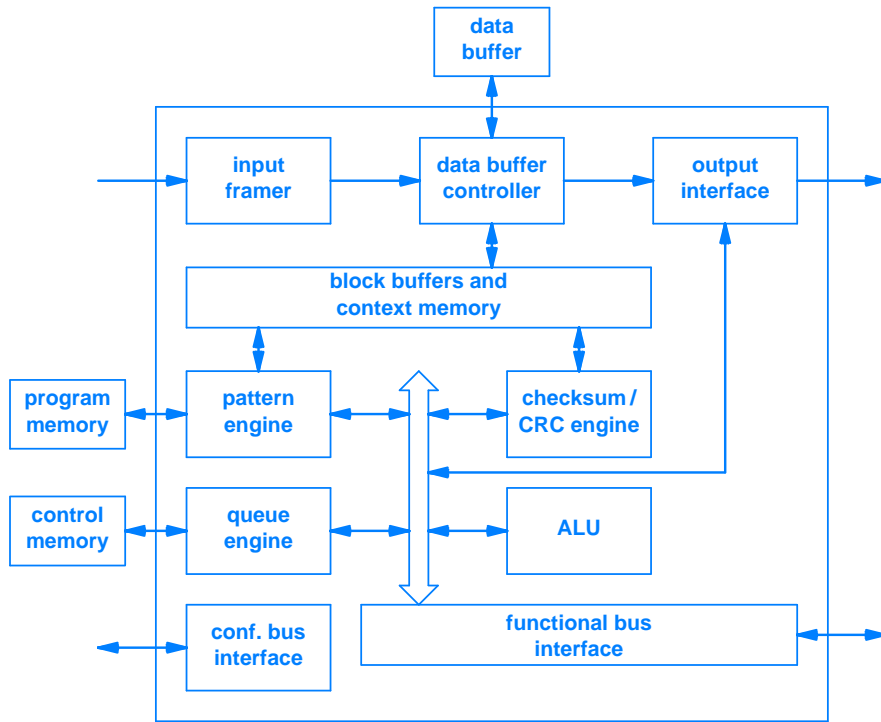 data
buffer
input
framer
data buffer
controller
output
interface
block buffers and
context memory
program
memory
pattern
engine
checksum /
CRC engine
control
memory
queue
engine
ALU
conf. bus
interface
functional bus
interface